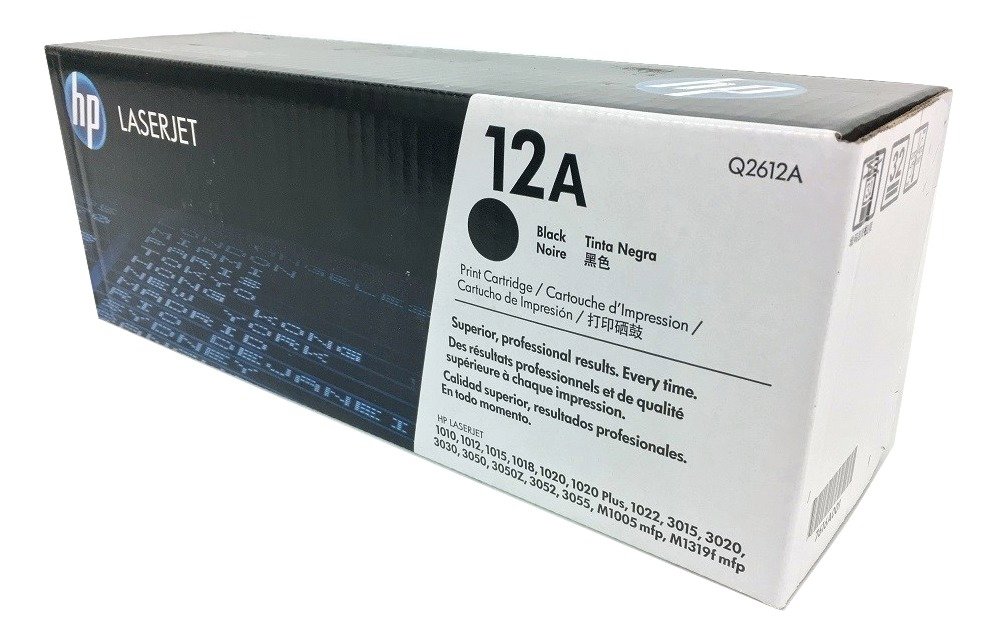 hp
LASERJET
12A
Q2612A
Black Tinta Negra
Noire 黑色
Print Cartridge / Cartouche d'Impression /
Cartucho de Impresión / 打印硒鼓
Superior, professional results. Every time.
Des résultats professionnels et de qualité
supérieure à chaque impression.
Calidad superior, resultados profesionales.
En todo momento.
HP LASERJET
1010, 1012, 1015, 1018, 1020, 1020 Plus, 1022, 3015, 3020,
3030, 3050, 3050Z, 3052, 3055, M1005 mfp, M1319f mfp
32